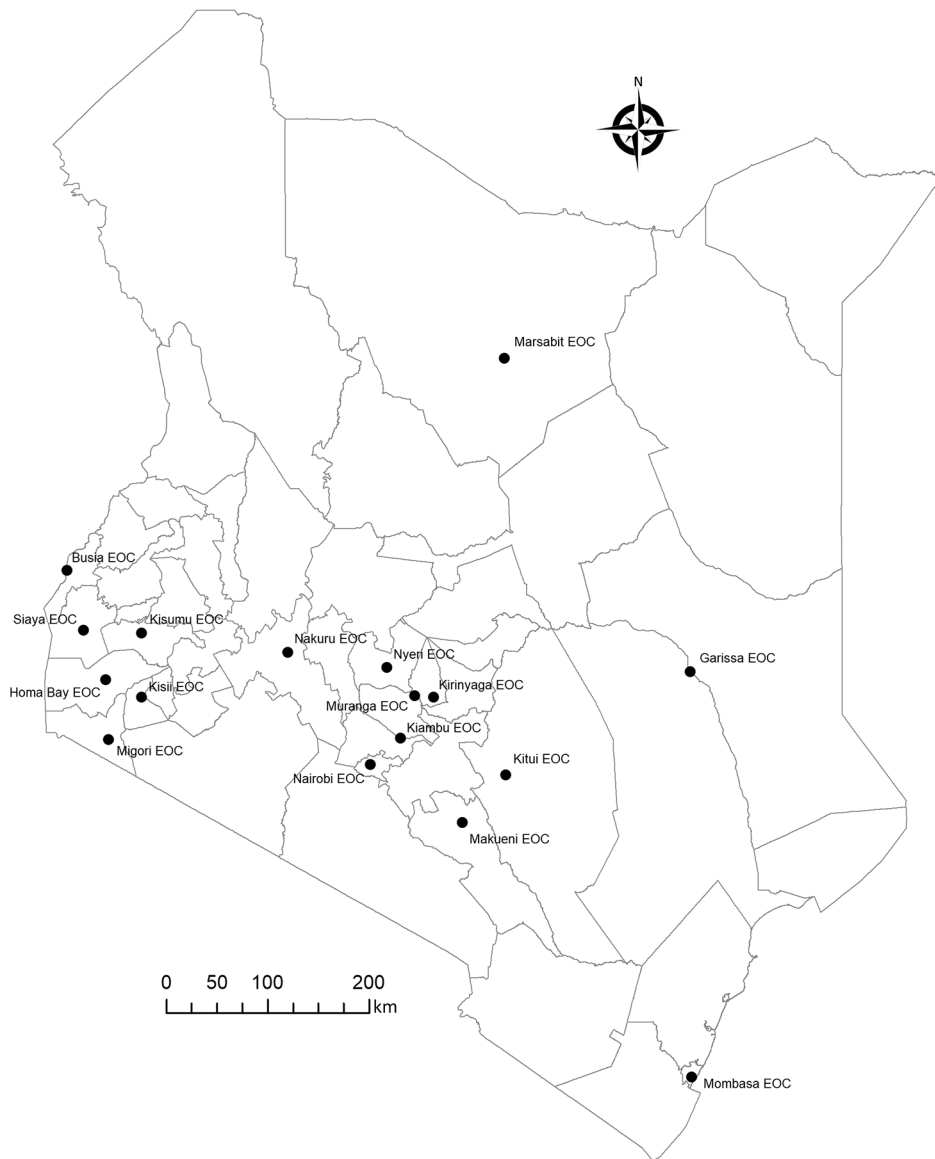 N
Marsabit EOC
Busia EOC
Siaya EOC
Kisumu EOC
Nakuru EOC
Nyeri EOC
Garissa EOC
Homa Bay EOC
Kisii EOC
Kirinyaga EOC
Muranga EOC
Kiambu EOC
Migori EOC
Kitui EOC
Nairobi EOC
Makueni EOC
0 50 100 200
km
Mombasa EOC